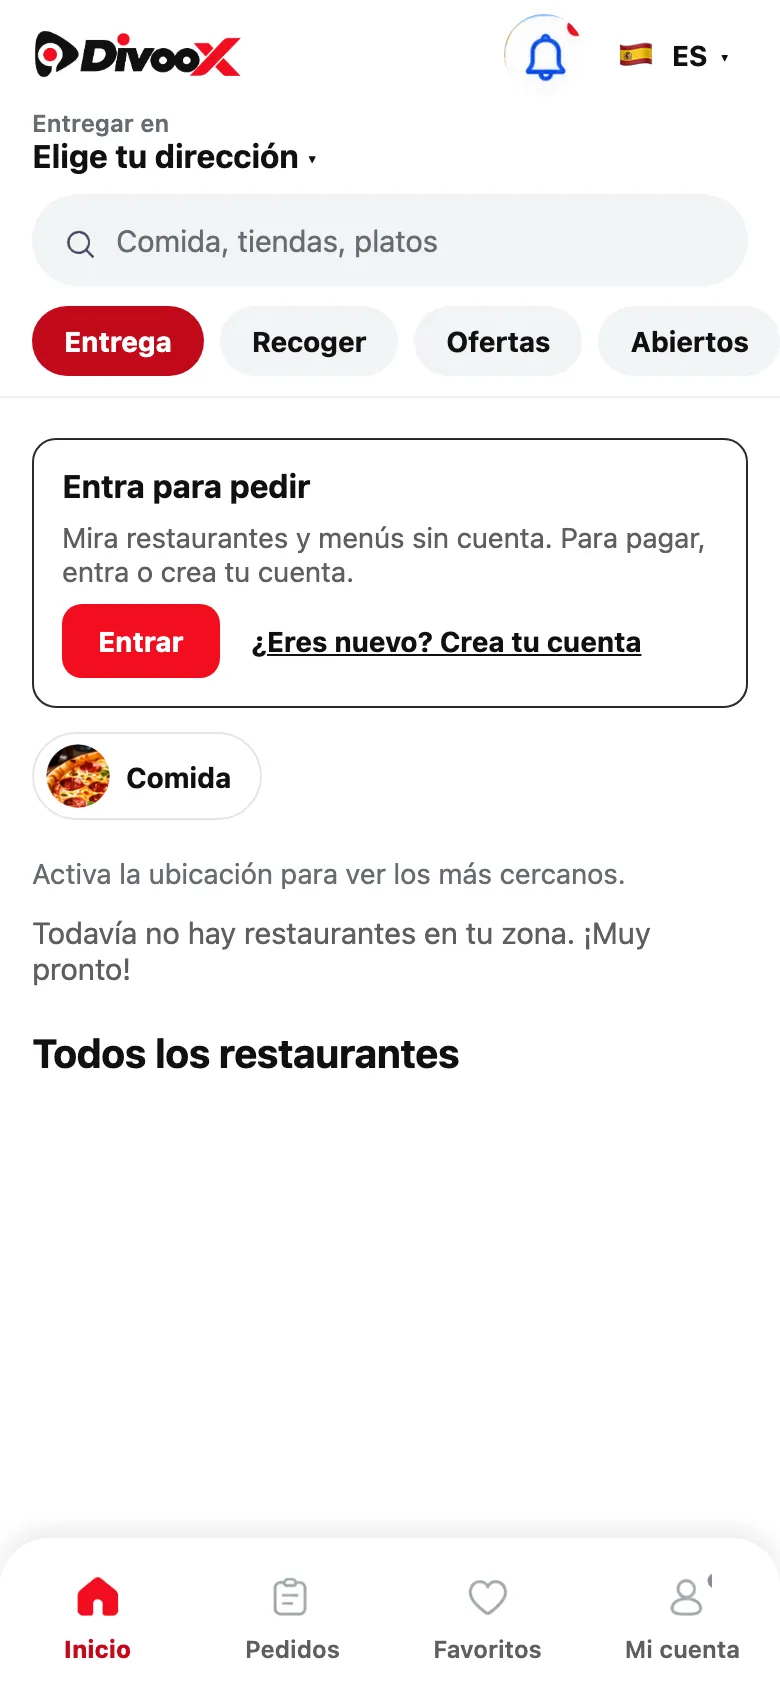 DivooX
ES
Entregar en
Elige tu dirección
Comida, tiendas, platos
Entrega
Recoger
Ofertas
Abiertos
Entra para pedir
Mira restaurantes y menús sin cuenta. Para pagar,
entra o crea tu cuenta.
Entrar
¿Eres nuevo? Crea tu cuenta
Comida
Activa la ubicación para ver los más cercanos.
Todavía no hay restaurantes en tu zona. ¡Muy
pronto!
Todos los restaurantes
Inicio
Pedidos
Favoritos
Mi cuenta